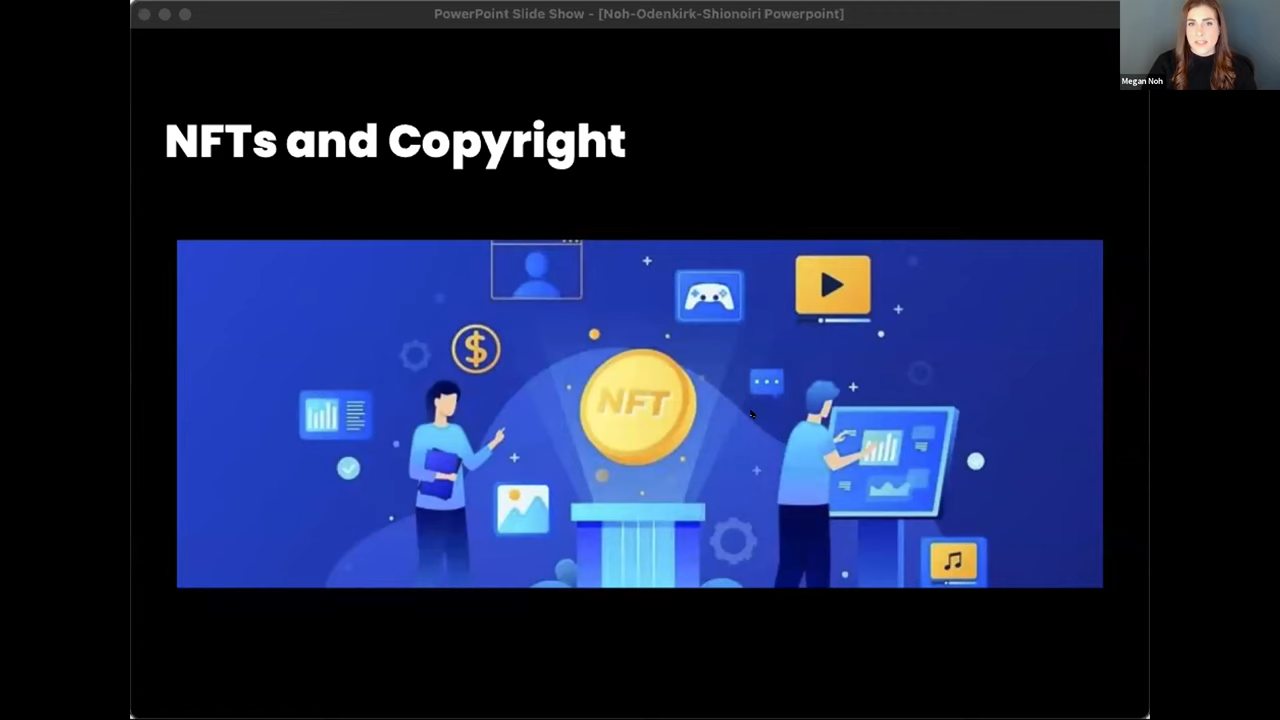 PowerPoint Slide Show - [Noh-Odenkirk-Shionoiri Powerpoint]
Megan Noh
NFTs and Copyright
$
NFT